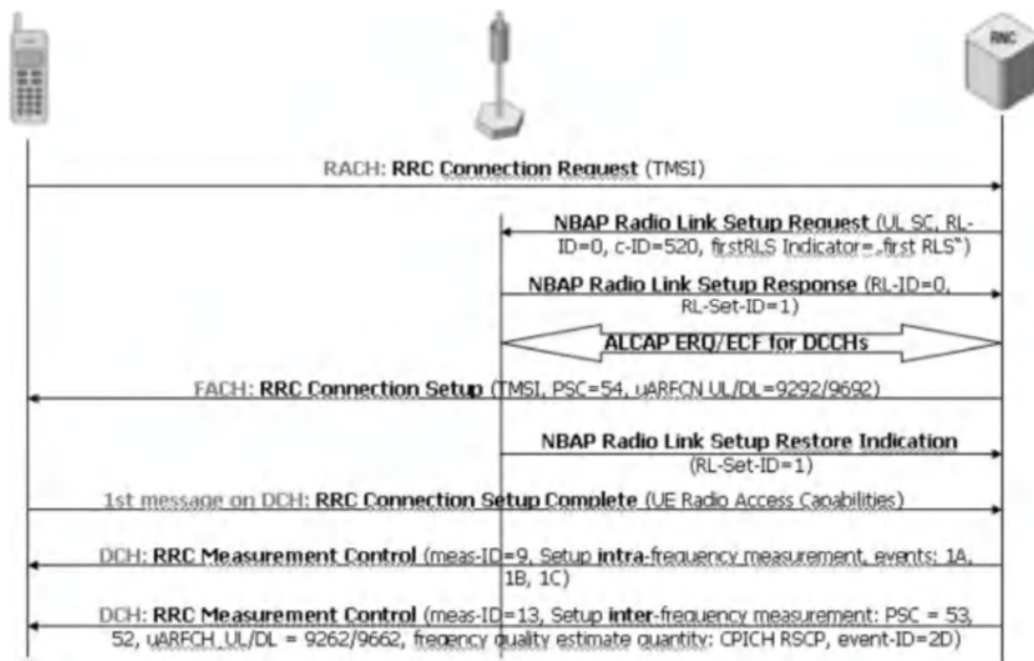 RNC
RACH: RRC Connection Request (TMSI)
NBAP Radio Link Setup Request (UL SC, RL-
ID=0, c-ID=520, firstRLS Indicator=„first RLS“)
NBAP Radio Link Setup Response (RL-ID=0,
RL-Set-ID=1)
ALCAP ERQ/ECF for DCCHs
FACH: RRC Connection Setup (TMSI, PSC=54, uARFCN UL/DL=9292/9692)
NBAP Radio Link Setup Restore Indication
(RL-Set-ID=1)
1st message on DCH: RRC Connection Setup Complete (UE Radio Access Capabilities)
DCH: RRC Measurement Control (meas-ID=9, Setup intra-frequency measurement, events: 1A,
1B, 1C)
DCH: RRC Measurement Control (meas-ID=13, Setup inter-frequency measurement: PSC = 53,
52, uARFCH_UL/DL = 9262/9662, freqency quality estimate quantity: CPICH RSCP, event-ID=2D)